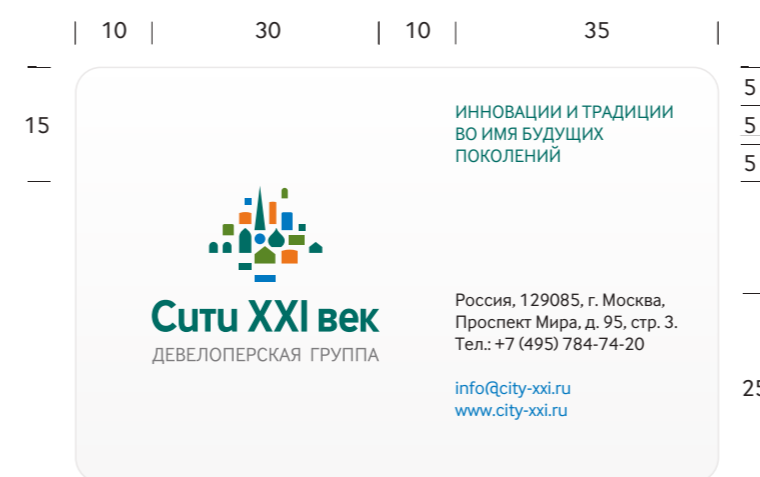 10 30 10 35
15
5
5
5
ИННОВАЦИИ И ТРАДИЦИИ
ВО ИМЯ БУДУЩИХ
ПОКОЛЕНИЙ
Сити XXI век
ДЕВЕЛОПЕРСКАЯ ГРУППА
Россия, 129085, г. Москва,
Проспект Мира, д. 95, стр. 3.
Тел.: +7 (495) 784-74-20
info@city-xxi.ru
www.city-xxi.ru
25